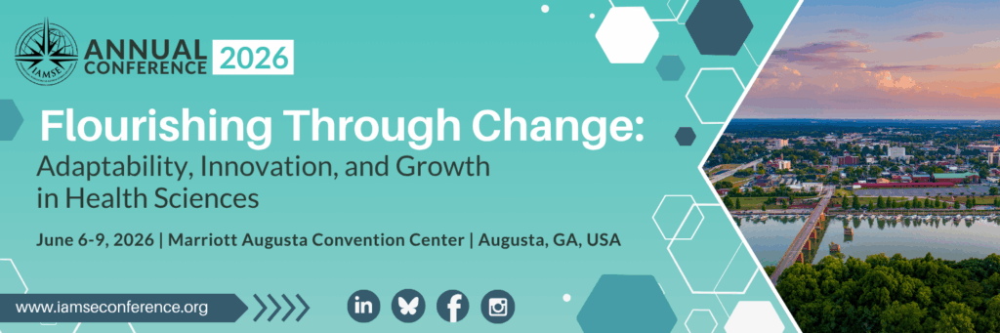 IAMSE
ANNUAL
CONFERENCE 2026
Flourishing Through Change:
Adaptability, Innovation, and Growth
in Health Sciences
June 6-9, 2026 | Marriott Augusta Convention Center | Augusta, GA, USA
www.iamseconference.org